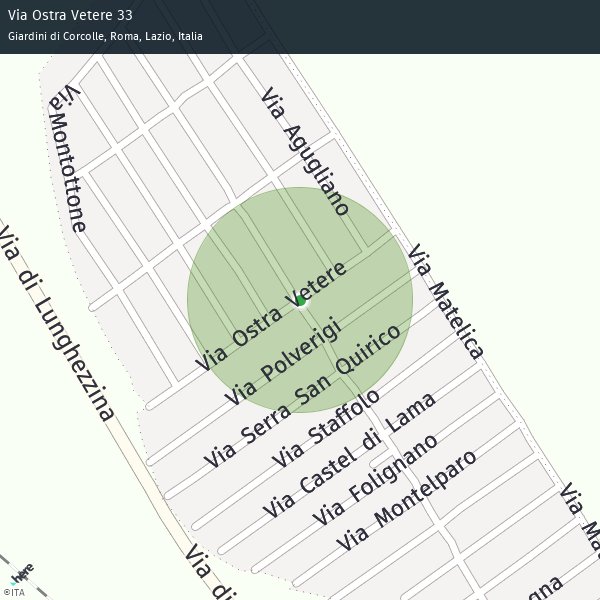 Via Ostra Vetere 33
Giardini di Corcolle, Roma, Lazio, Italia
Via Montottone
Via Agugliano
Via di Lunghezzina
Via Matelica
Via Ostra Vetere
Via Polverigi
Via Serra San Quirico
Via Staffolo
Via Castel di Lama
Via Folignano
Via Montelparo
Via Ma
Via di
gna
here
©ITA